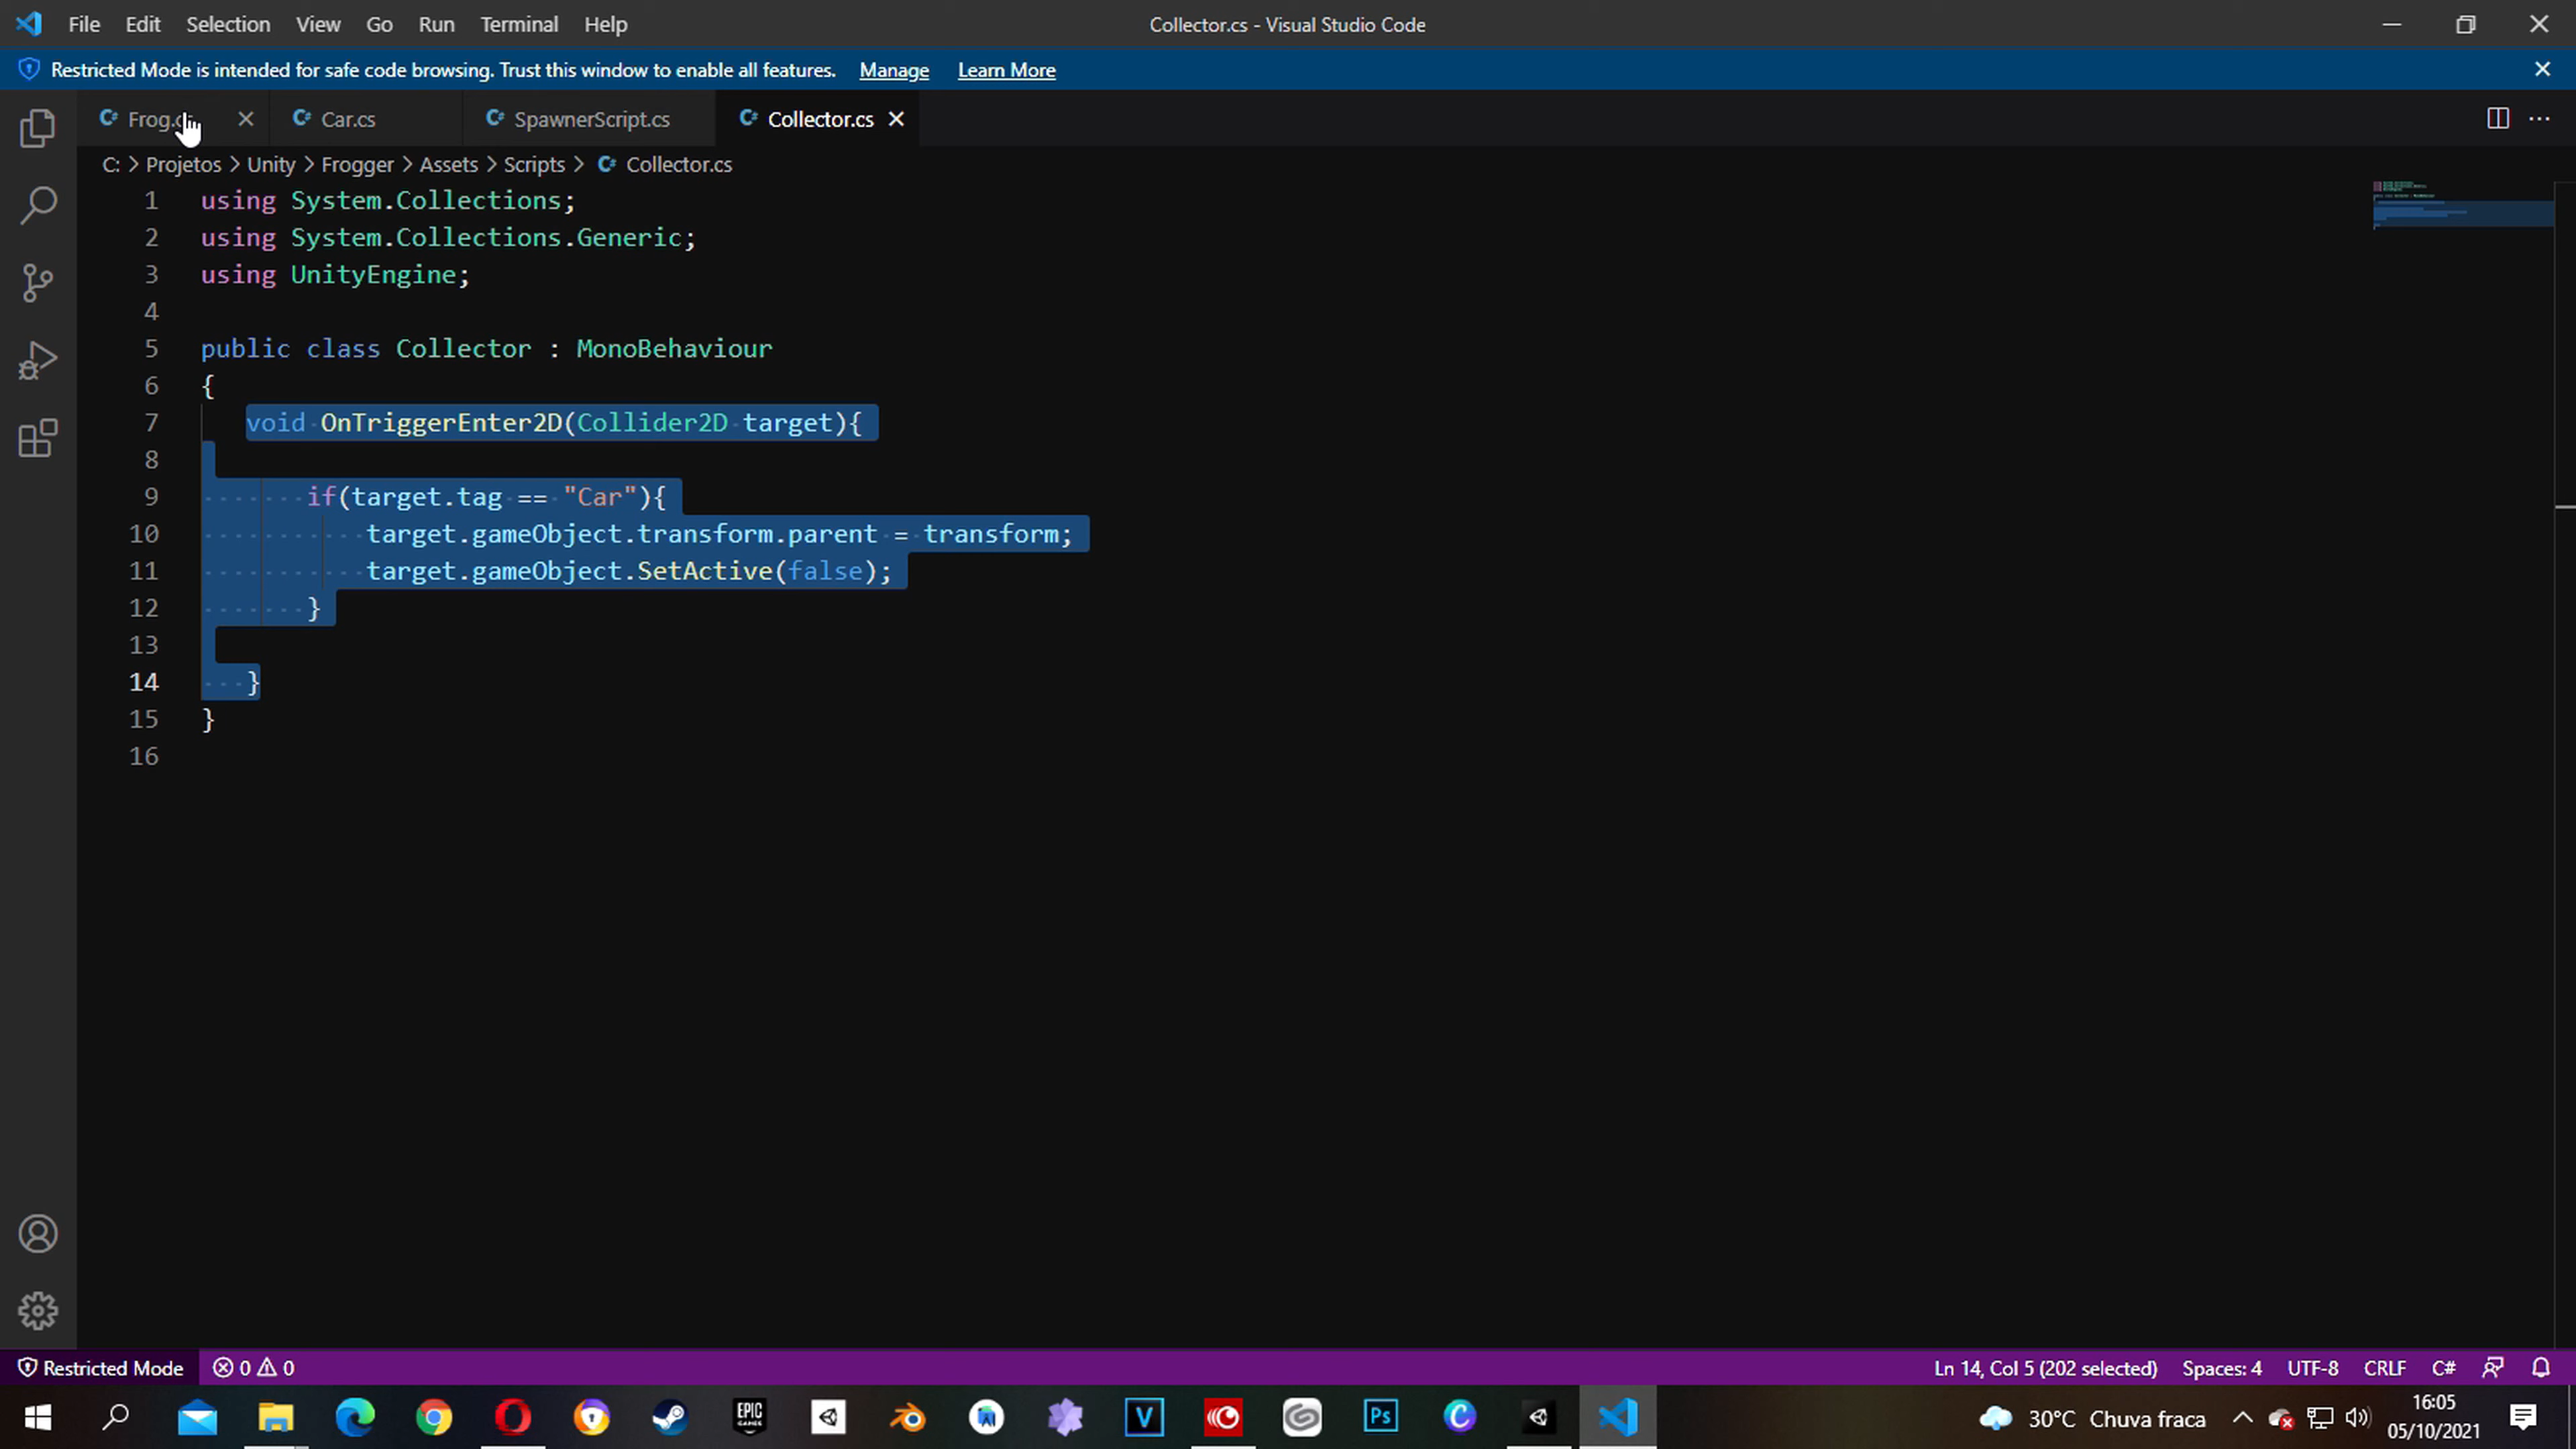 File Edit Selection View Go Run Terminal Help Collector.cs - Visual Studio Code
Restricted Mode is intended for safe code browsing. Trust this window to enable all features. Manage Learn More
Car.cs SpawnerScript.cs Collector.cs
C: > Projetos > Unity > Frogger > Assets > Scripts > Collector.cs
1 using System.Collections;
2 using System.Collections.Generic;
3 using UnityEngine;
4
5 public class Collector : MonoBehaviour
6 {
7 void OnTriggerEnter2D(Collider2D target){
8
9 if(target.tag == "Car"){
10 target.gameObject.transform.parent = transform;
11 target.gameObject.SetActive(false);
12 }
13
14 }
15 }
16
Restricted Mode 0 0 Ln 14, Col 5 (202 selected) Spaces: 4 UTF-8 CRLF C#
EPIC GAMES V Ps C 30°C Chuva fraca 16:05
05/10/2021